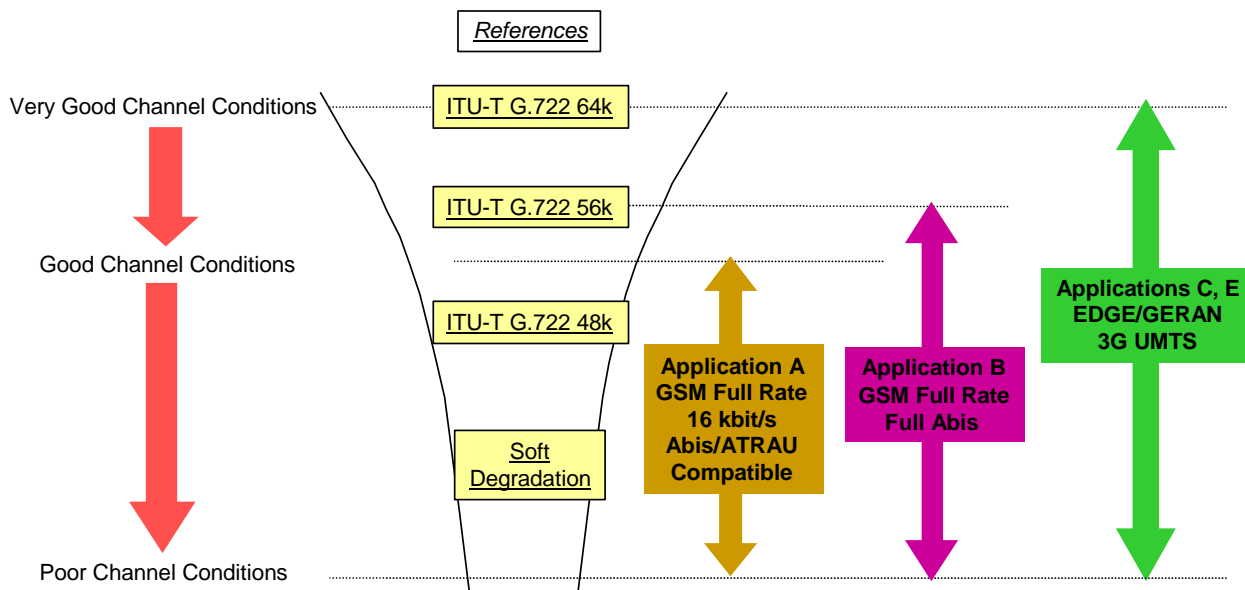 References
Very Good Channel Conditions
ITU-T G.722 64k
ITU-T G.722 56k
Good Channel Conditions
ITU-T G.722 48k
Soft
Degradation
Poor Channel Conditions
Application A
GSM Full Rate
16 kbit/s
Abis/ATRAU
Compatible
Application B
GSM Full Rate
Full Abis
Applications C, E
EDGE/GERAN
3G UMTS